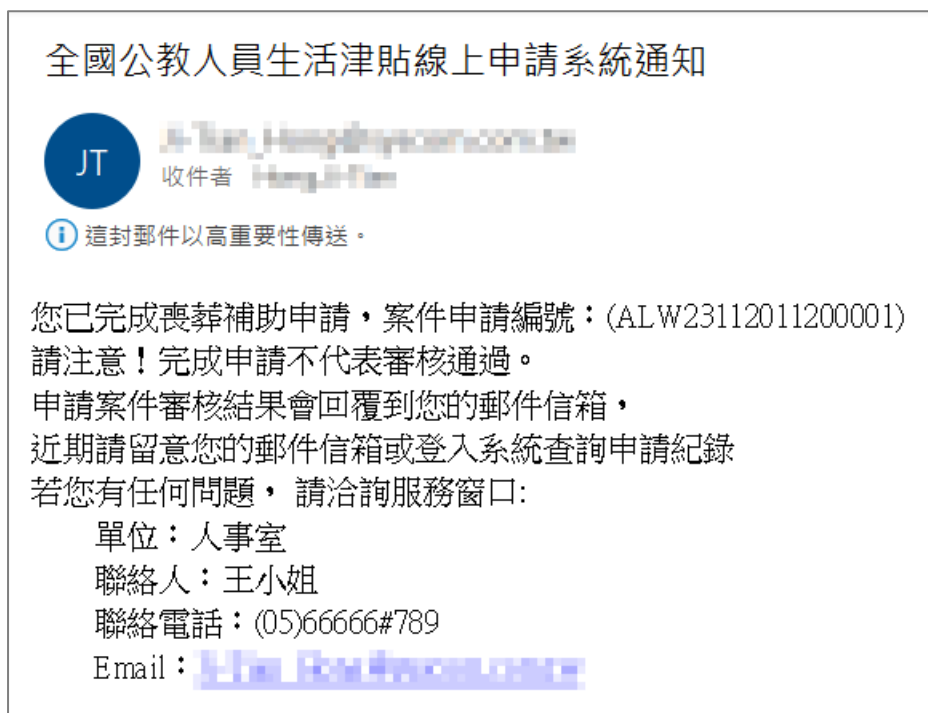 全國公教人員生活津貼線上申請系統通知
JT
收件者
這封郵件以高重要性傳送。
您已完成喪葬補助申請，案件申請編號：(ALW23112011200001)
請注意！完成申請不代表審核通過。
申請案件審核結果會回覆到您的郵件信箱，
近期請留意您的郵件信箱或登入系統查詢申請紀錄
若您有任何問題， 請洽詢服務窗口:
單位：人事室
聯絡人：王小姐
聯絡電話：(05)66666#789
Email：